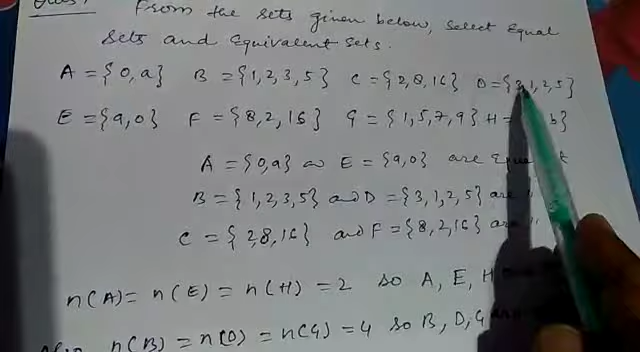 From the sets given below, select equal
sets and equivalent sets.
A = {0, a} B = {1, 2, 3, 5} C = {2, 8, 16} D = {3, 1, 2, 5}
E = {a, 0} F = {8, 2, 16} G = {1, 5, 7, 9} H = b}
A = {0, a} E = {a, 0} are
B = {1, 2, 3, 5} and D = {3, 1, 2, 5} are "
C = {2, 8, 16} and F = {8, 2, 16} are "
n(A) = n(E) = n(H) = 2 so A, E, H
n(B) = n(D) = n(G) = 4 so B, D, G